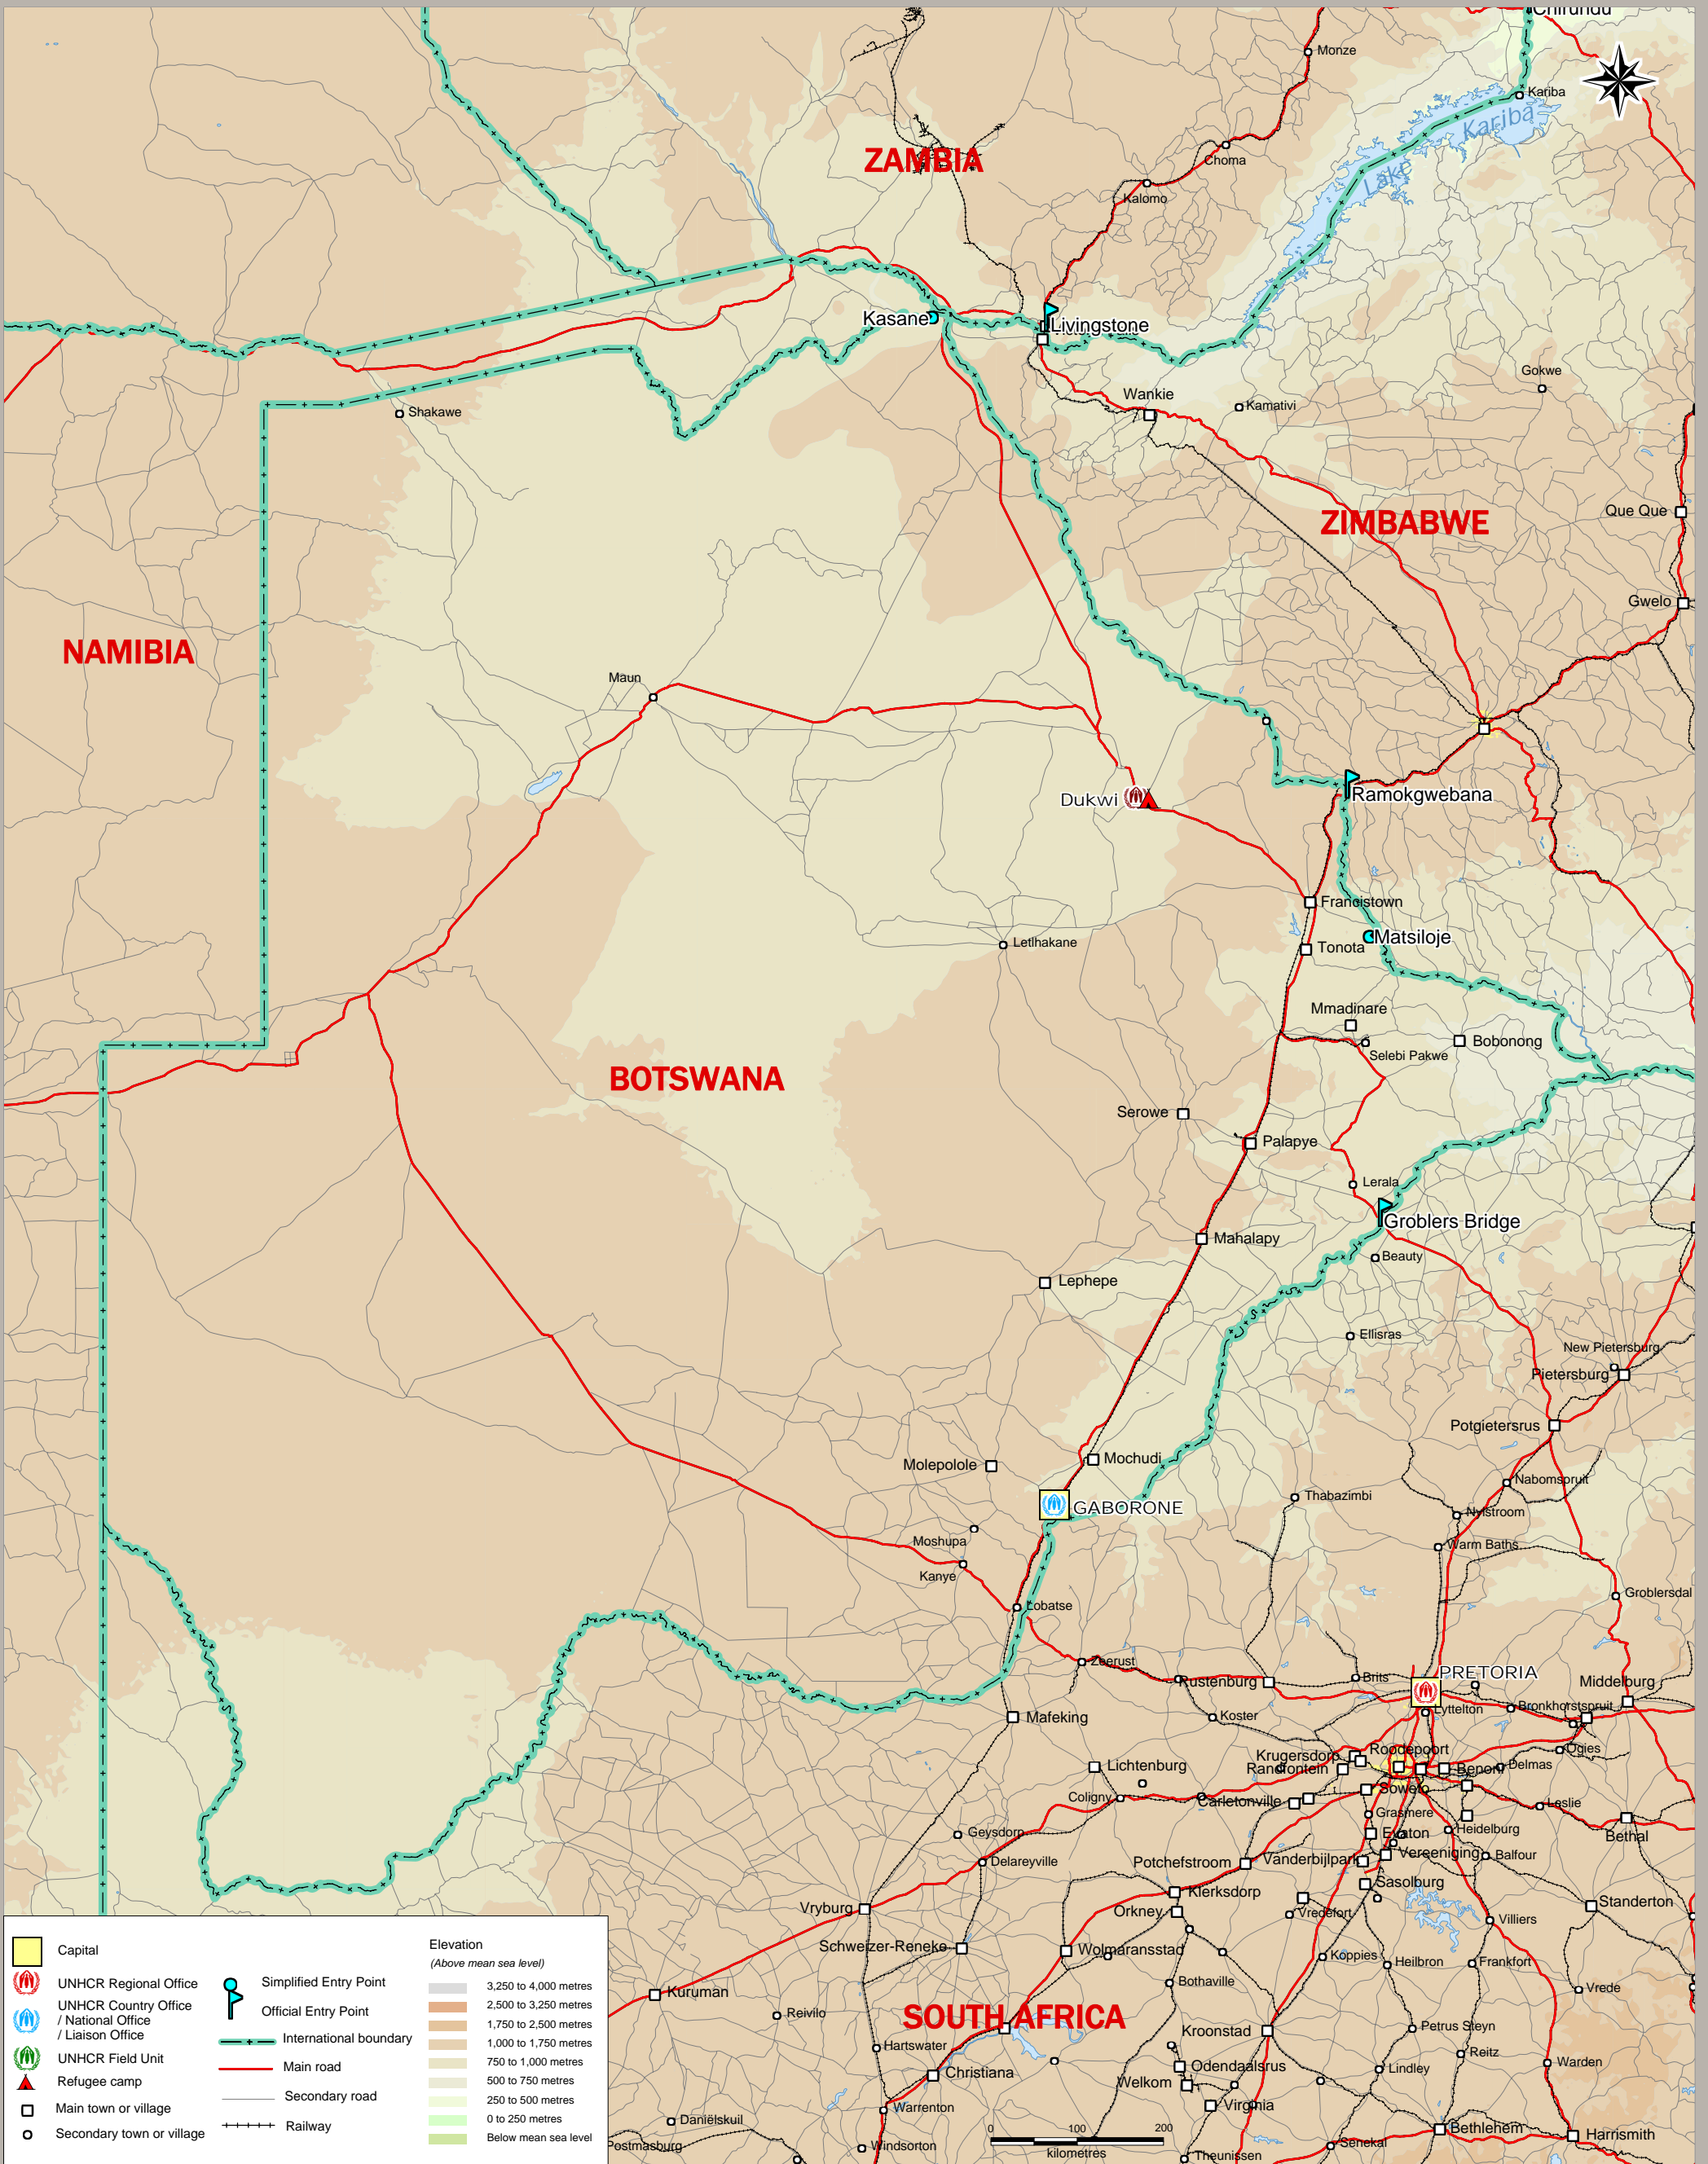 Chirundu
Monze
Kariba
Lake
Kariba
ZAMBIA
Choma
Kalomo
Kasane
Livingstone
Gokwe
Wankie
Kamativi
Shakawe
Que Que
ZIMBABWE
Gwelo
NAMIBIA
Maun
Dukwi
Ramokgwebana
Francistown
Matsiloje
Tonota
Letlhakane
Mmadinare
Bobonong
Selebi Pakwe
BOTSWANA
Serowe
Palapye
Lerala
Groblers Bridge
Mahalapy
Beauty
Lephepe
Ellisras
New Pietersburg
Pietersburg
Potgietersrus
Mochudi
Molepolole
Nabomspruit
Thabazimbi
GABORONE
Nylstroom
Moshupa
Warm Baths
Kanye
Groblersdal
Lobatse
Zeerust
PRETORIA
Brits
Rustenburg
Middelburg
Bronkhorstspruit
Lyttelton
Koster
Mafeking
Roodepoort
Ogies
Krugersdorp
Lichtenburg
Randfontein
Benoni
Delmas
Soweto
Coligny
Carletonville
Leslie
Grasmere
Geysdorp
Evaton
Heidelburg
Bethal
Vereeniging
Balfour
Delareyville
Potchefstroom
Vanderbijlpark
Sasolburg
Klerksdorp
Standerton
Vryburg
Orkney
Vredefort
Villiers
Schweizer-Reneke
Wolmaransstad
Koppies
Heilbron
Frankfort
Bothaville
Vrede
Kuruman
Reivilo
SOUTH AFRICA
Kroonstad
Petrus Steyn
Hartswater
Reitz
Odendaalsrus
Lindley
Warden
Christiana
Welkom
Virginia
Warrenton
Daniëlskuil
Bethlehem
Harrismith
Postmasburg
Windsorton
Senekal
Theunissen
0 100 200
kilometres
Capital
UNHCR Regional Office
UNHCR Country Office
/ National Office
/ Liaison Office
UNHCR Field Unit
Refugee camp
Main town or village
Secondary town or village
Simplified Entry Point
Official Entry Point
International boundary
Main road
Secondary road
Railway
Elevation
(Above mean sea level)
3,250 to 4,000 metres
2,500 to 3,250 metres
1,750 to 2,500 metres
1,000 to 1,750 metres
750 to 1,000 metres
500 to 750 metres
250 to 500 metres
0 to 250 metres
Below mean sea level